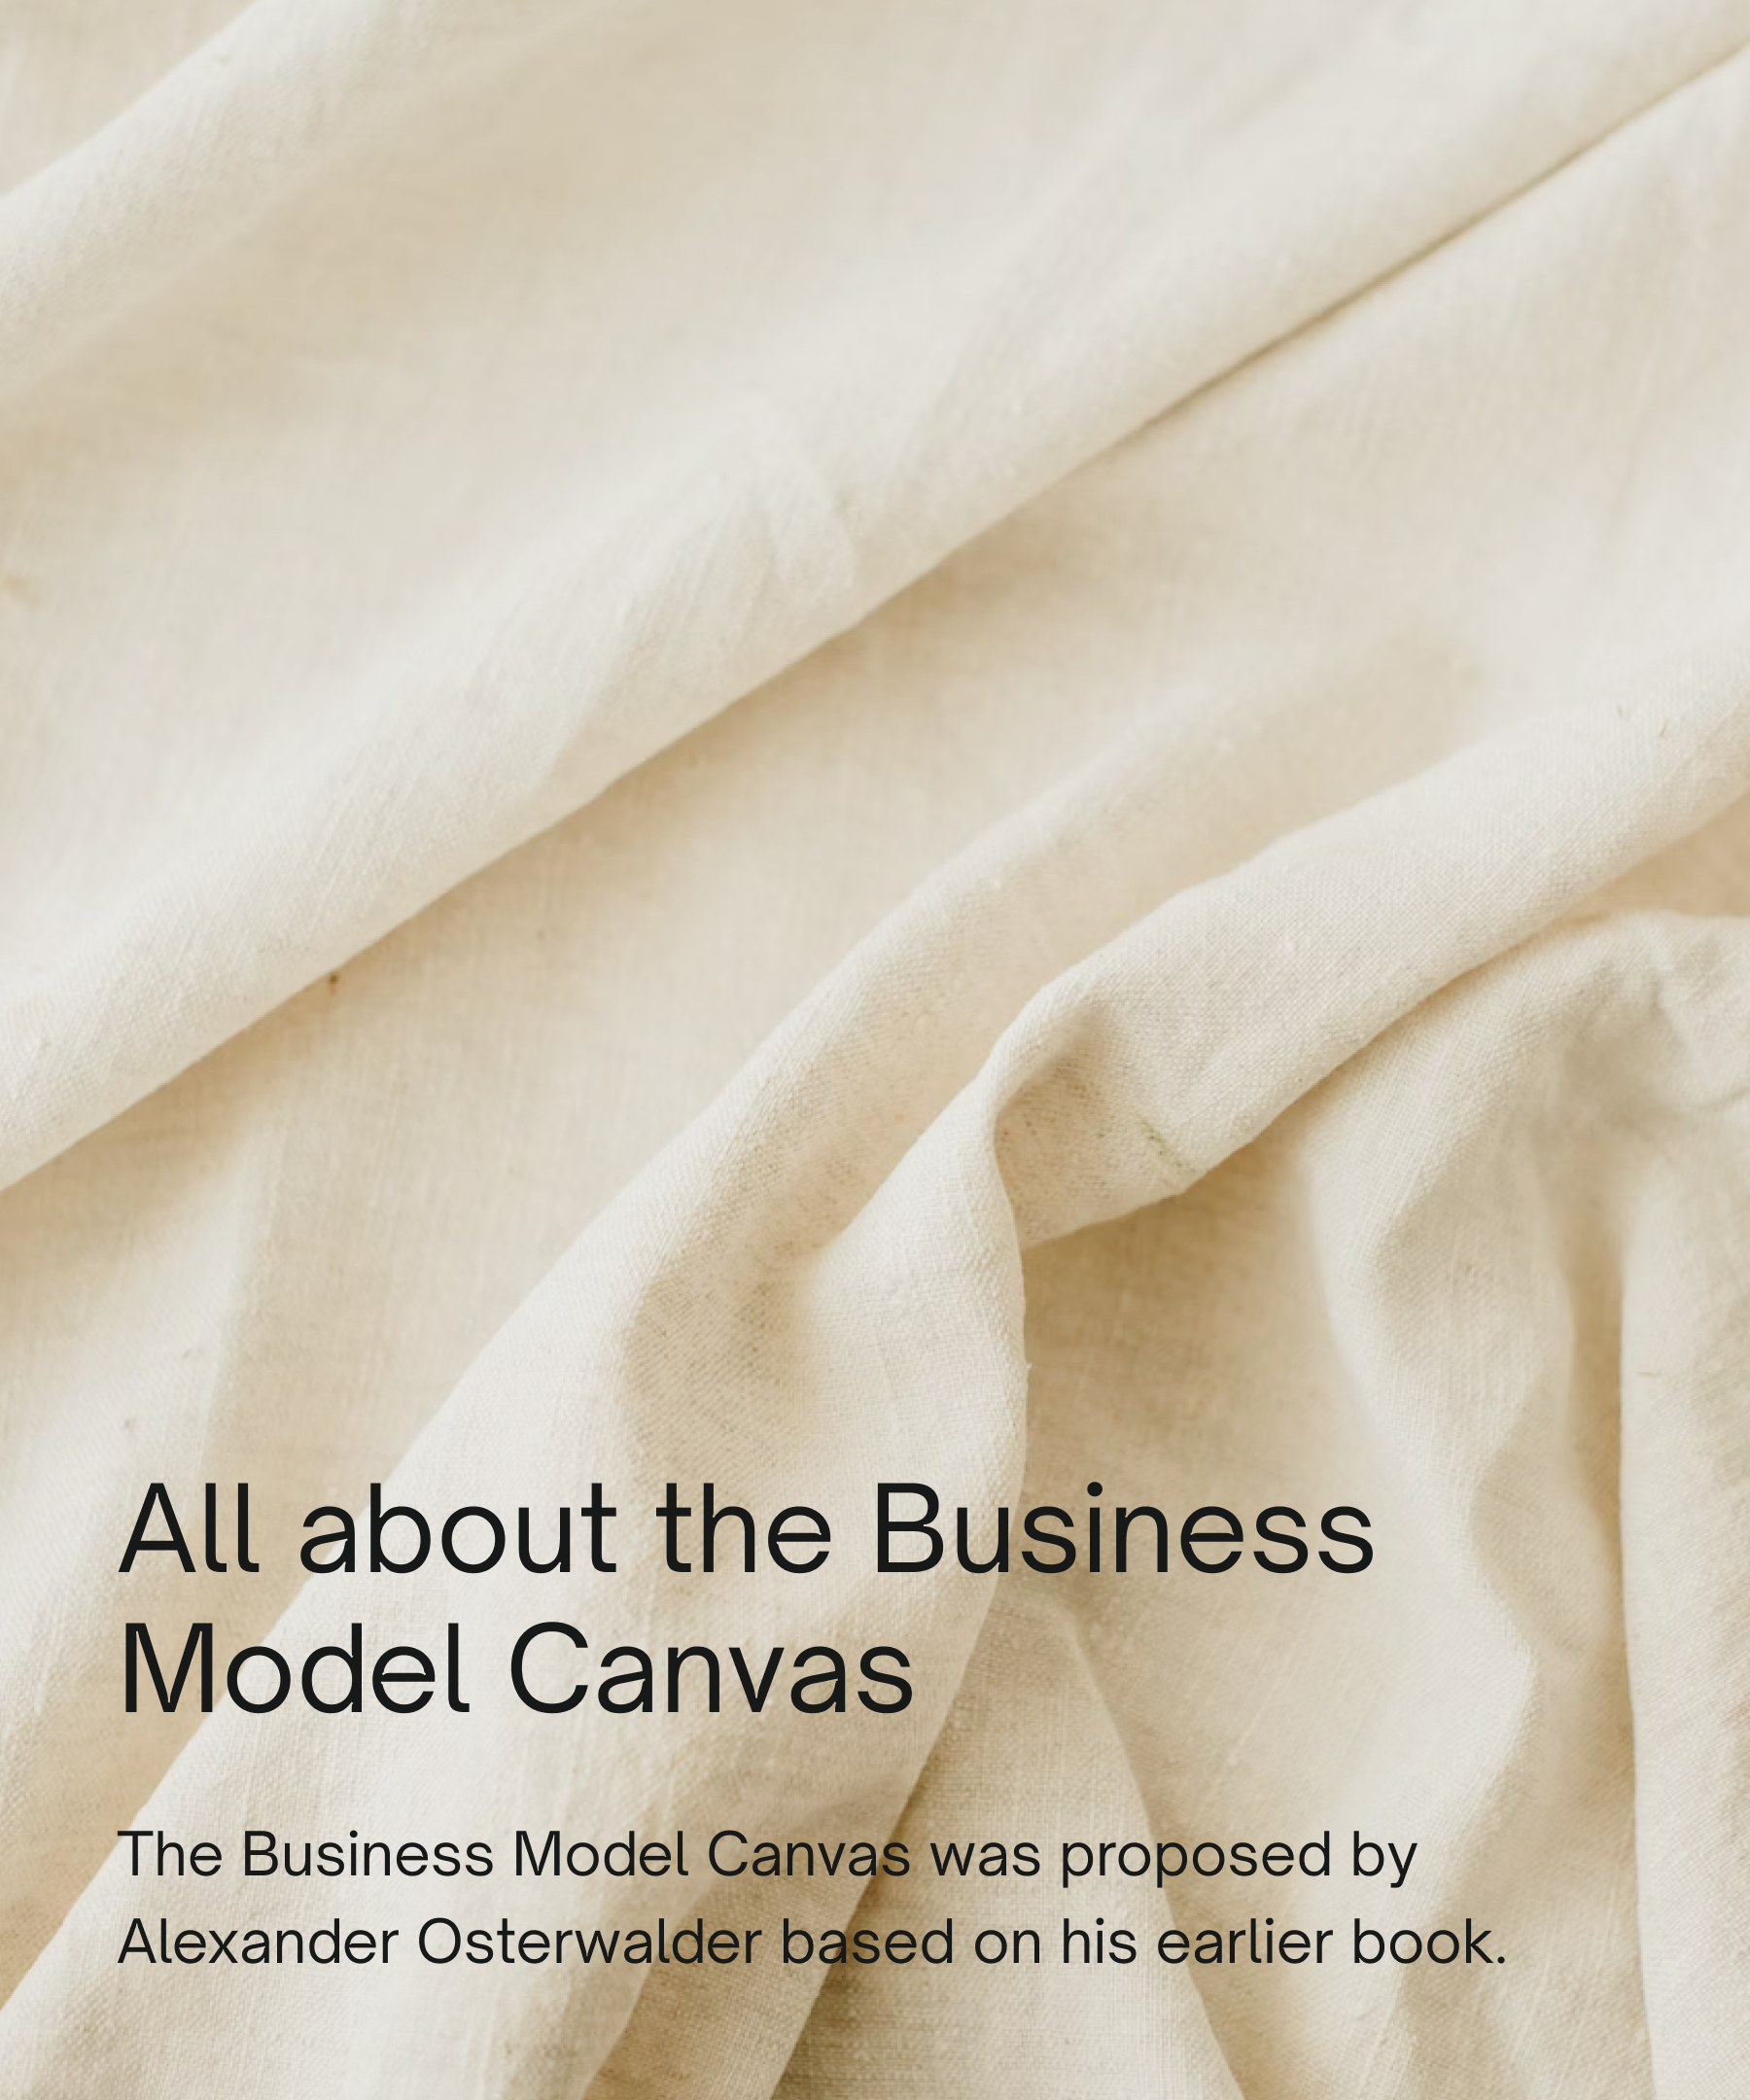 All about the Business
Model Canvas
The Business Model Canvas was proposed by
Alexander Osterwalder based on his earlier book.